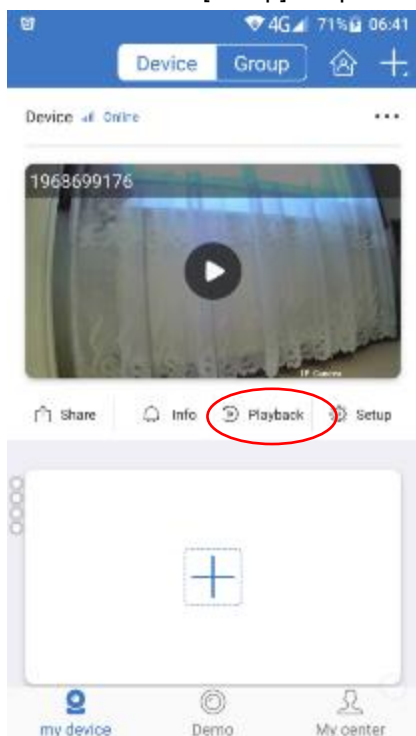 4G 71% 06:41
Device Group
Device Online
1968699176
IP Camera
Share Info Playback Setup
my device Demo My center